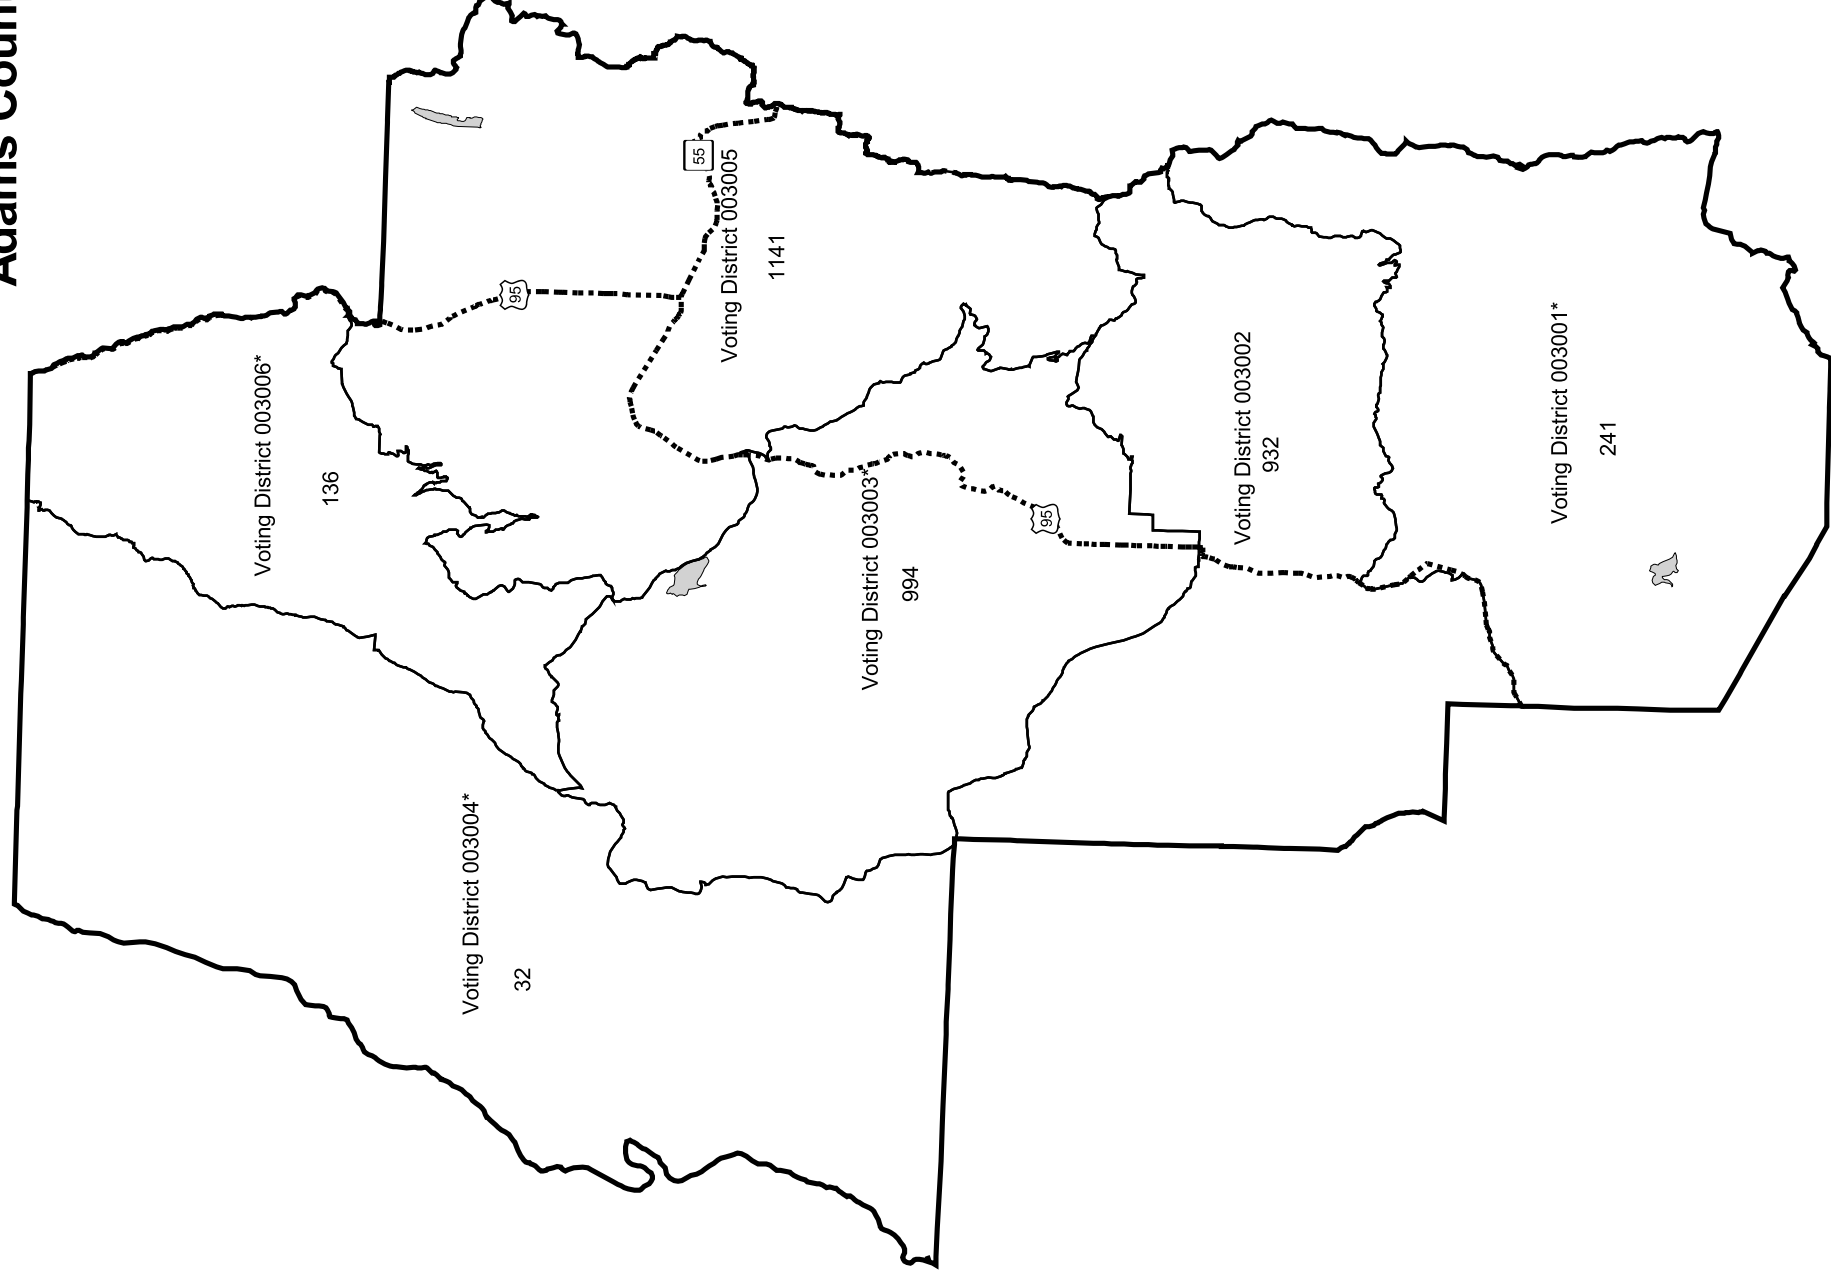 Adams Coun
Voting District 003006*
136
95
55
Voting District 003005
1141
Voting District 003004*
32
Voting District 003003*
994
95
Voting District 003002
932
Voting District 003001*
241